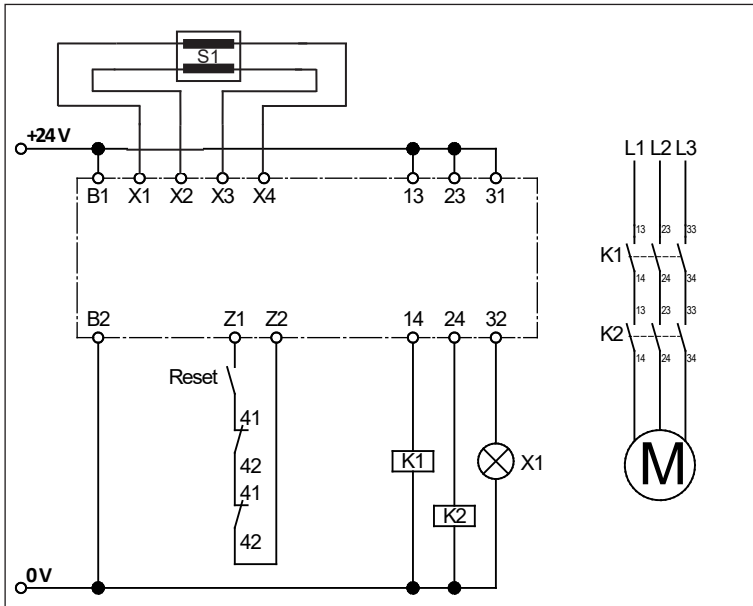 S1
+24V
L1 L2 L3
B1 X1 X2 X3 X4 13 23 31
13 23 33
K1
14 24 34
13 23 33
K2
14 24 34
B2 Z1 Z2 14 24 32
Reset
41
42
41
42
K1
X1
M
K2
0V